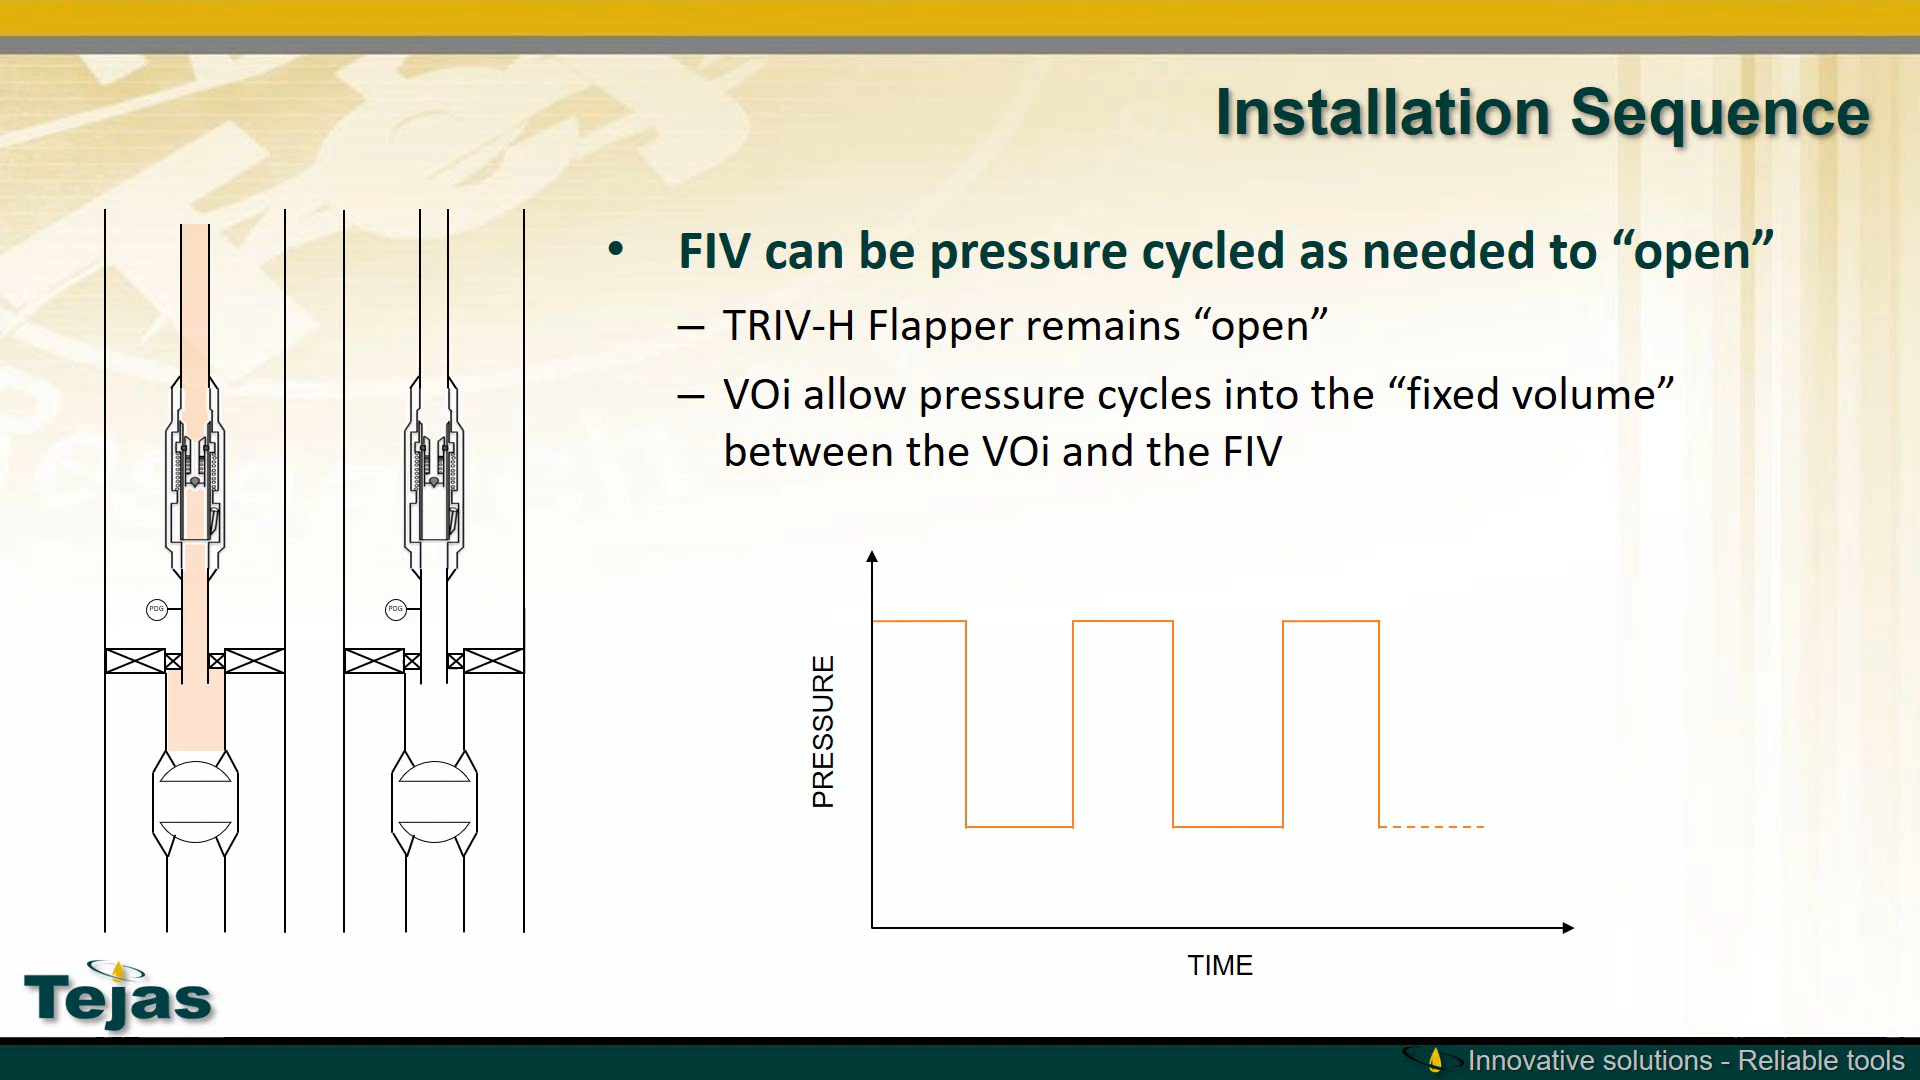 Installation Sequence
• FIV can be pressure cycled as needed to “open”
– TRIV-H Flapper remains “open”
– VOi allow pressure cycles into the “fixed volume”
between the VOi and the FIV
PDG
PDG
PRESSURE
TIME
Tejas
Innovative solutions - Reliable tools